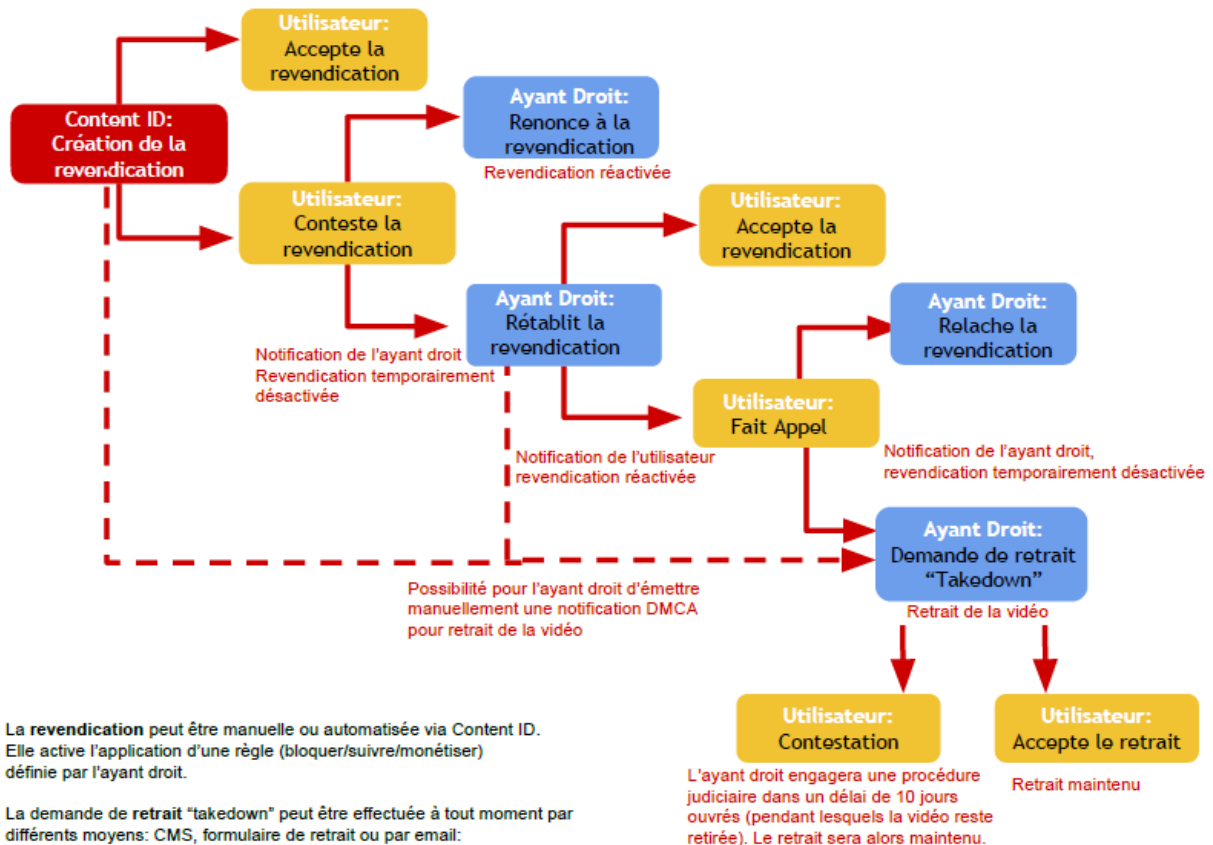 Utilisateur:
Accepte la
revendication
Content ID:
Création de la
revendication
Ayant Droit:
Renonce à la
revendication
Revendication réactivée
Utilisateur:
Conteste la
revendication
Utilisateur:
Accepte la
revendication
Ayant Droit:
Rétablit la
revendication
Ayant Droit:
Relache la
revendication
Notification de l'ayant droit
Revendication temporairement
désactivée
Utilisateur:
Fait Appel
Notification de l'utilisateur
revendication réactivée
Notification de l'ayant droit,
revendication temporairement désactivée
Ayant Droit:
Demande de retrait
“Takedown”
Retrait de la vidéo
Possibilité pour l'ayant droit d'émettre
manuellement une notification DMCA
pour retrait de la vidéo
Utilisateur:
Contestation
Utilisateur:
Accepte le retrait
L'ayant droit engagera une procédure
judiciaire dans un délai de 10 jours
ouvrés (pendant lesquels la vidéo reste
retirée). Le retrait sera alors maintenu.
Retrait maintenu
La revendication peut être manuelle ou automatisée via Content ID.
Elle active l'application d'une règle (bloquer/suivre/monétiser)
définie par l'ayant droit.
La demande de retrait “takedown” peut être effectuée à tout moment par
différents moyens: CMS, formulaire de retrait ou par email: